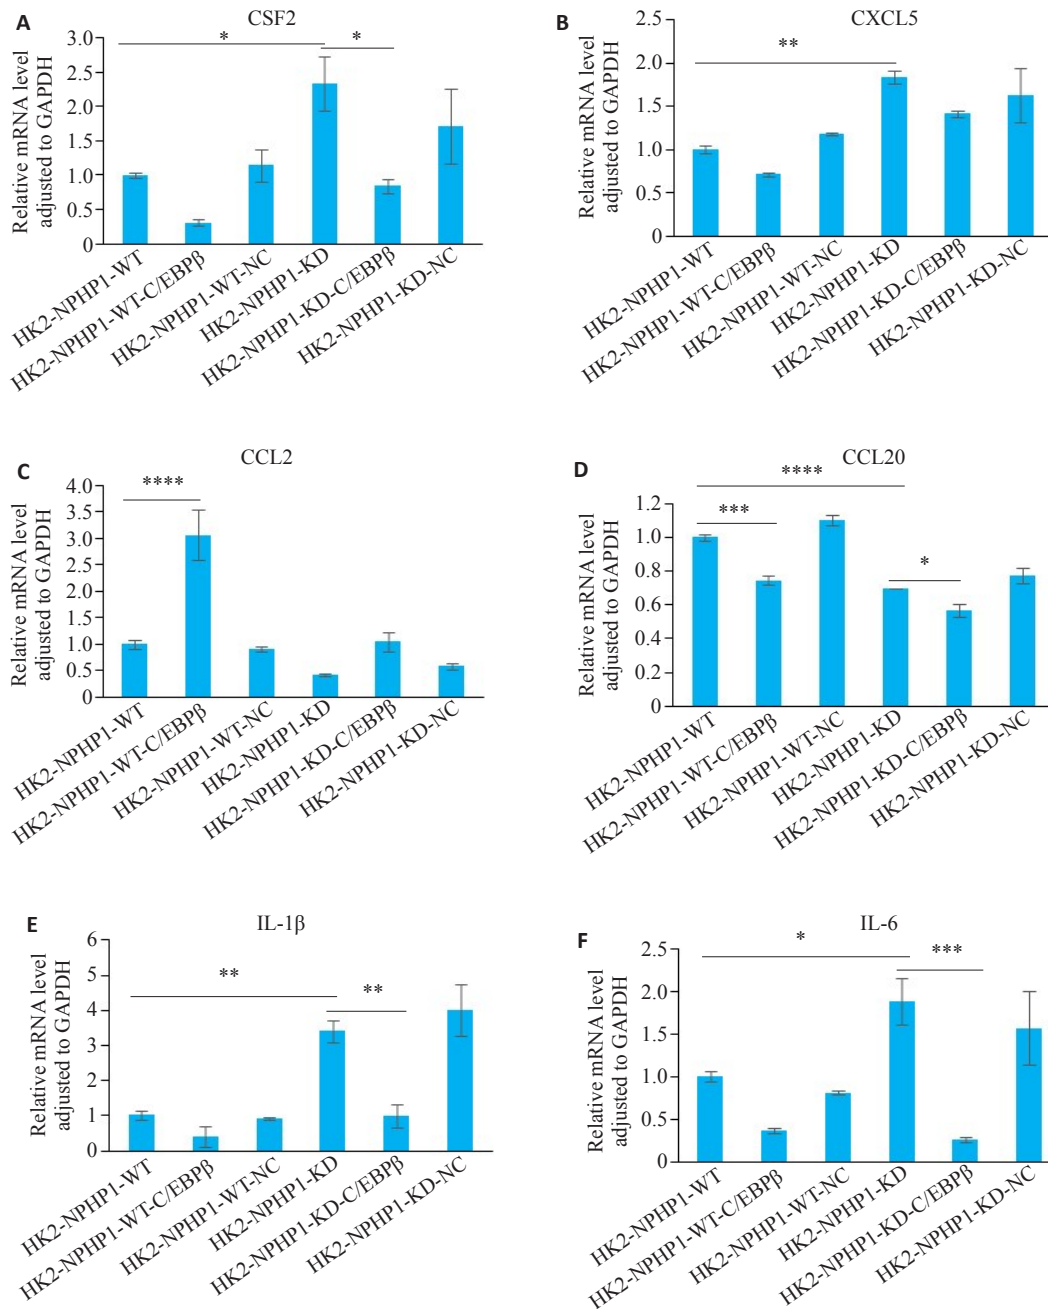 A
CSF2
Relative mRNA level
adjusted to GAPDH
3.0
2.5
2.0
1.5
1.0
0.5
0
*
*
HK2-NPHP1-WT
HK2-NPHP1-WT-C/EBPβ
HK2-NPHP1-WT-NC
HK2-NPHP1-KD
HK2-NPHP1-KD-C/EBPβ
HK2-NPHP1-KD-NC
B
CXCL5
Relative mRNA level
adjusted to GAPDH
2.5
2.0
1.5
1.0
0.5
0
**
HK2-NPHP1-WT
HK2-NPHP1-WT-C/EBPβ
HK2-NPHP1-WT-NC
HK2-NPHP1-KD
HK2-NPHP1-KD-C/EBPβ
HK2-NPHP1-KD-NC
C
CCL2
Relative mRNA level
adjusted to GAPDH
4.0
3.5
3.0
2.5
2.0
1.5
1.0
0.5
0
****
HK2-NPHP1-WT
HK2-NPHP1-WT-C/EBPβ
HK2-NPHP1-WT-NC
HK2-NPHP1-KD
HK2-NPHP1-KD-C/EBPβ
HK2-NPHP1-KD-NC
D
CCL20
Relative mRNA level
adjusted to GAPDH
1.2
1.0
0.8
0.6
0.4
0.2
0
****
***
*
HK2-NPHP1-WT
HK2-NPHP1-WT-C/EBPβ
HK2-NPHP1-WT-NC
HK2-NPHP1-KD
HK2-NPHP1-KD-C/EBPβ
HK2-NPHP1-KD-NC
E
IL-1β
Relative mRNA level
adjusted to GAPDH
6
5
4
3
2
1
0
**
**
HK2-NPHP1-WT
HK2-NPHP1-WT-C/EBPβ
HK2-NPHP1-WT-NC
HK2-NPHP1-KD
HK2-NPHP1-KD-C/EBPβ
HK2-NPHP1-KD-NC
F
IL-6
Relative mRNA level
adjusted to GAPDH
2.5
2.0
1.5
1.0
0.5
0
*
***
HK2-NPHP1-WT
HK2-NPHP1-WT-C/EBPβ
HK2-NPHP1-WT-NC
HK2-NPHP1-KD
HK2-NPHP1-KD-C/EBPβ
HK2-NPHP1-KD-NC